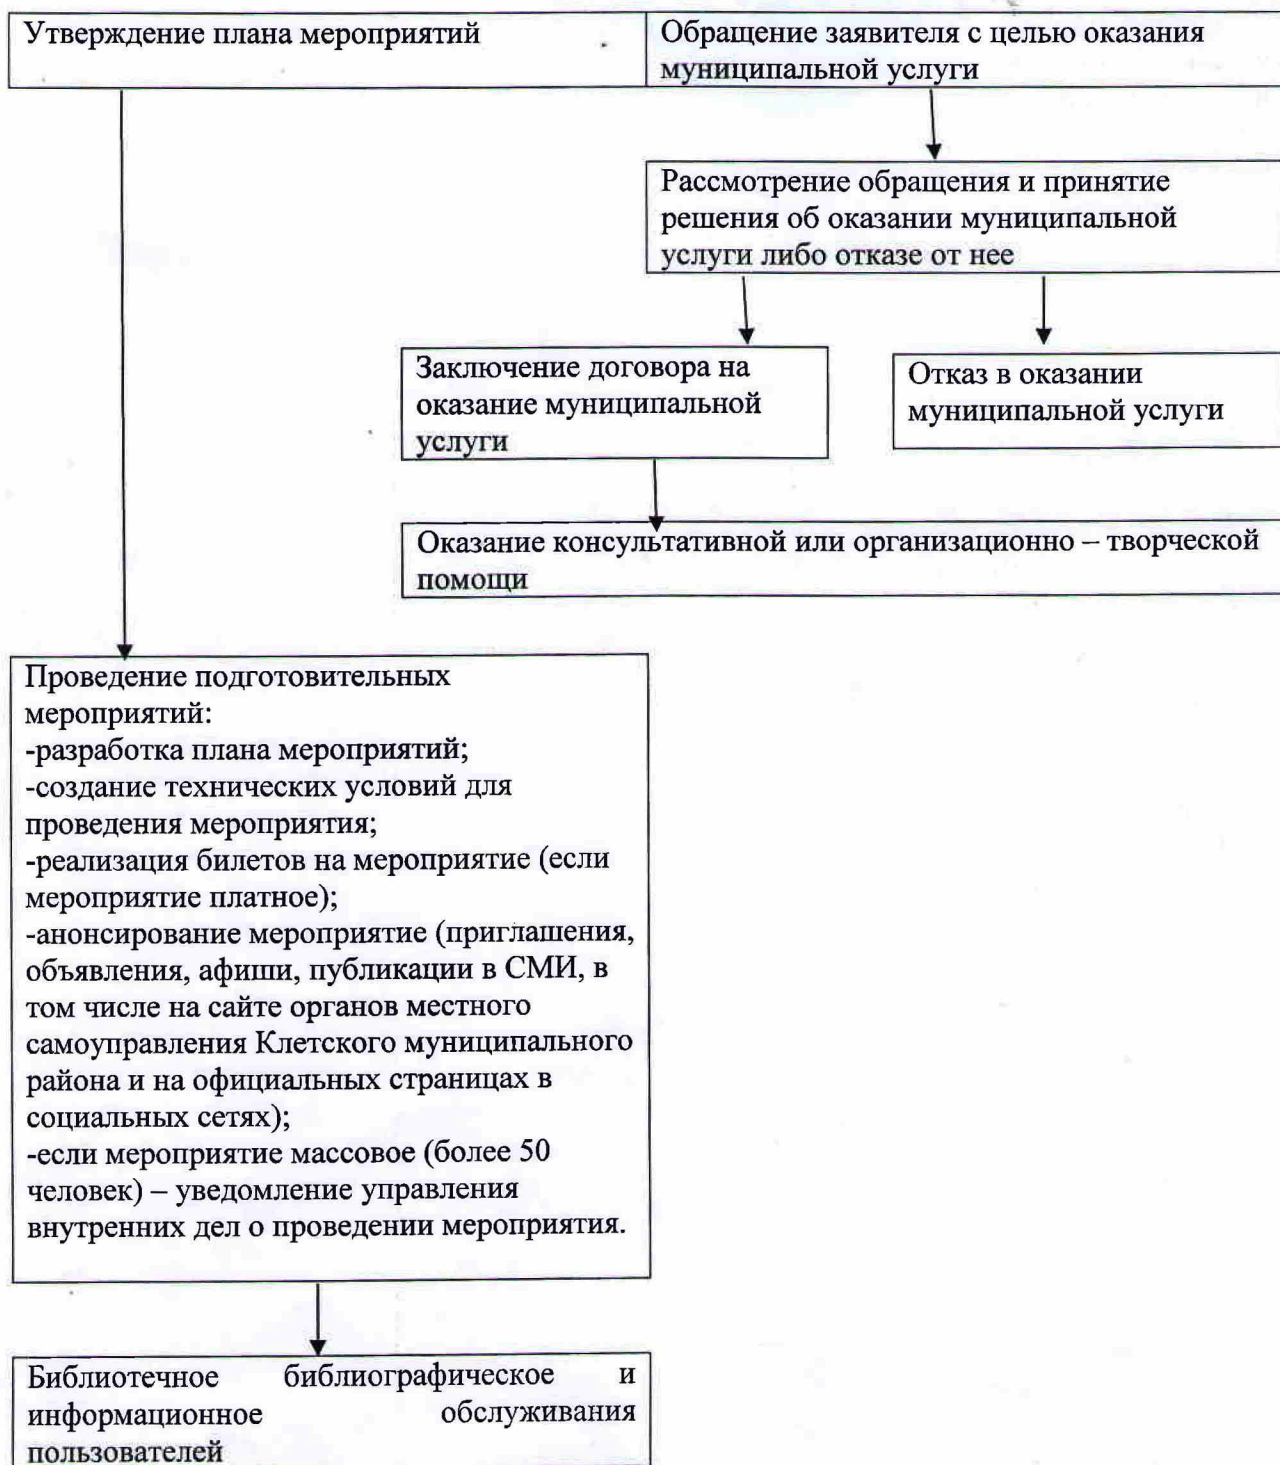 Утверждение плана мероприятий
Обращение заявителя с целью оказания
муниципальной услуги
Рассмотрение обращения и принятие
решения об оказании муниципальной
услуги либо отказе от нее
Заключение договора на
оказание муниципальной
услуги
Отказ в оказании
муниципальной услуги
Оказание консультативной или организационно – творческой
помощи
Проведение подготовительных
мероприятий:
-разработка плана мероприятий;
-создание технических условий для
проведения мероприятия;
-реализация билетов на мероприятие (если
мероприятие платное);
-анонсирование мероприятие (приглашения,
объявления, афиши, публикации в СМИ, в
том числе на сайте органов местного
самоуправления Клетского муниципального
района и на официальных страницах в
социальных сетях);
-если мероприятие массовое (более 50
человек) – уведомление управления
внутренних дел о проведении мероприятия.
Библиотечное библиографическое и
информационное обслуживания
пользователей